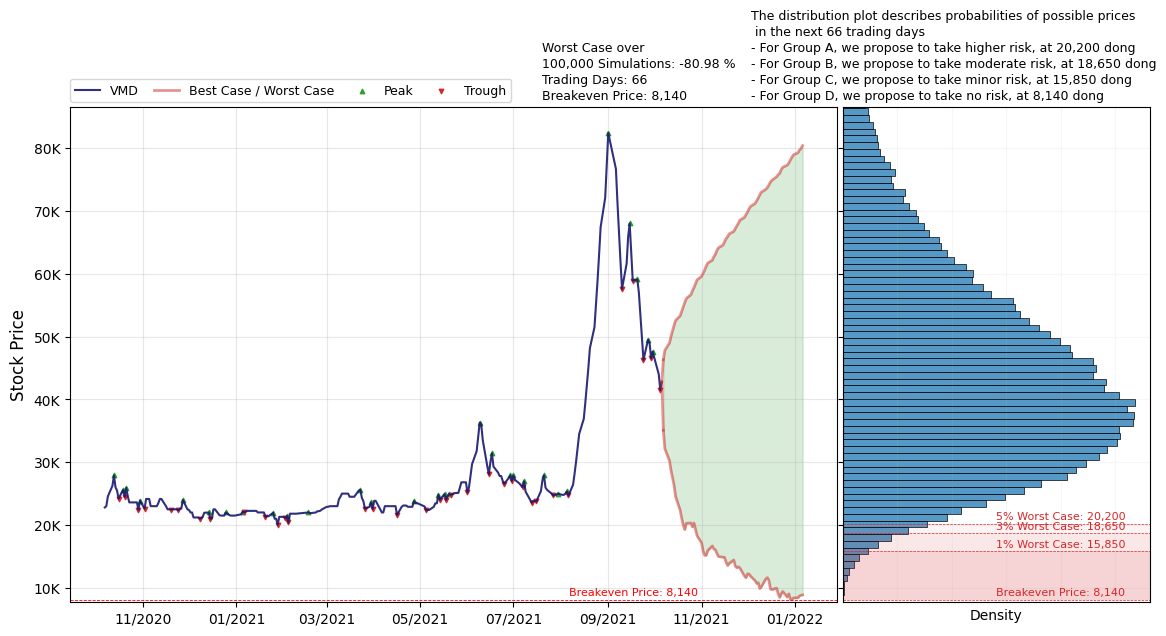 The distribution plot describes probabilities of possible prices
in the next 66 trading days
- For Group A, we propose to take higher risk, at 20,200 dong
- For Group B, we propose to take moderate risk, at 18,650 dong
- For Group C, we propose to take minor risk, at 15,850 dong
- For Group D, we propose to take no risk, at 8,140 dong
Worst Case over
100,000 Simulations: -80.98 %
Trading Days: 66
Breakeven Price: 8,140
VMD
Best Case / Worst Case
Peak
Trough
Stock Price
80K
70K
60K
50K
40K
30K
20K
10K
Breakeven Price: 8,140
11/2020
01/2021
03/2021
05/2021
07/2021
09/2021
11/2021
01/2022
5% Worst Case: 20,200
3% Worst Case: 18,650
1% Worst Case: 15,850
Breakeven Price: 8,140
Density